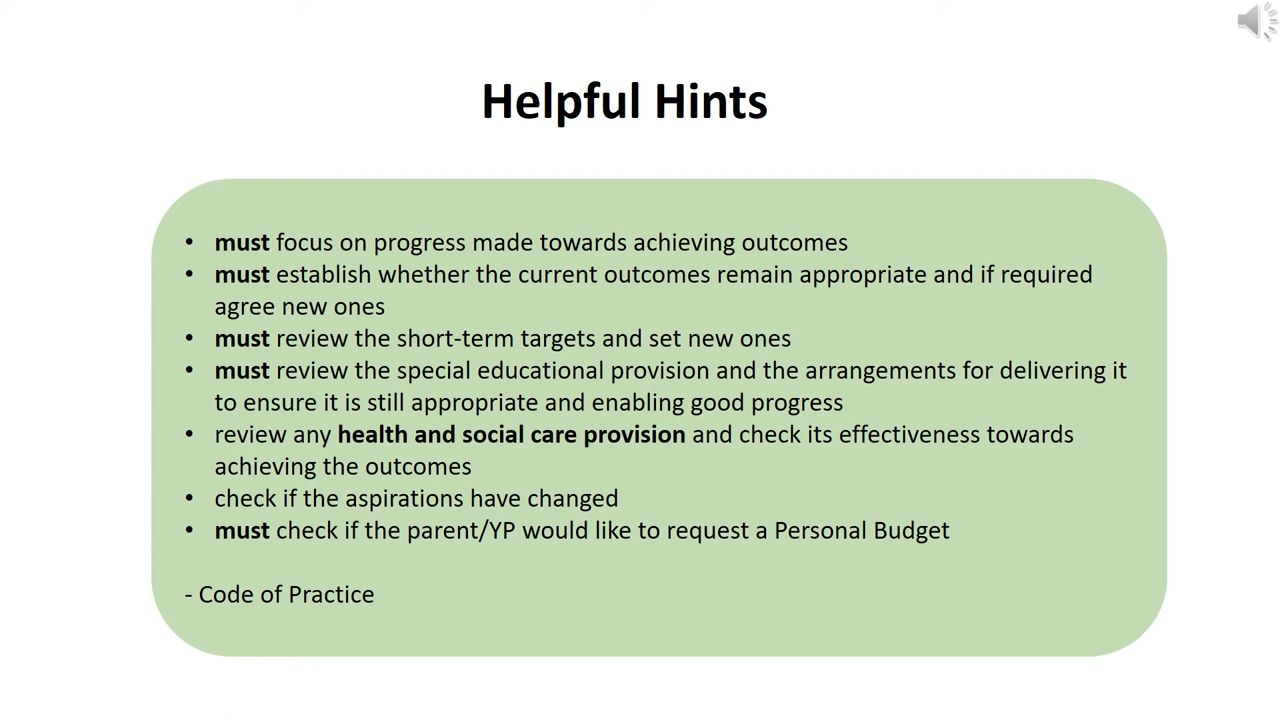 Helpful Hints
• must focus on progress made towards achieving outcomes
• must establish whether the current outcomes remain appropriate and if required
agree new ones
• must review the short-term targets and set new ones
• must review the special educational provision and the arrangements for delivering it
to ensure it is still appropriate and enabling good progress
• review any health and social care provision and check its effectiveness towards
achieving the outcomes
• check if the aspirations have changed
• must check if the parent/YP would like to request a Personal Budget
- Code of Practice